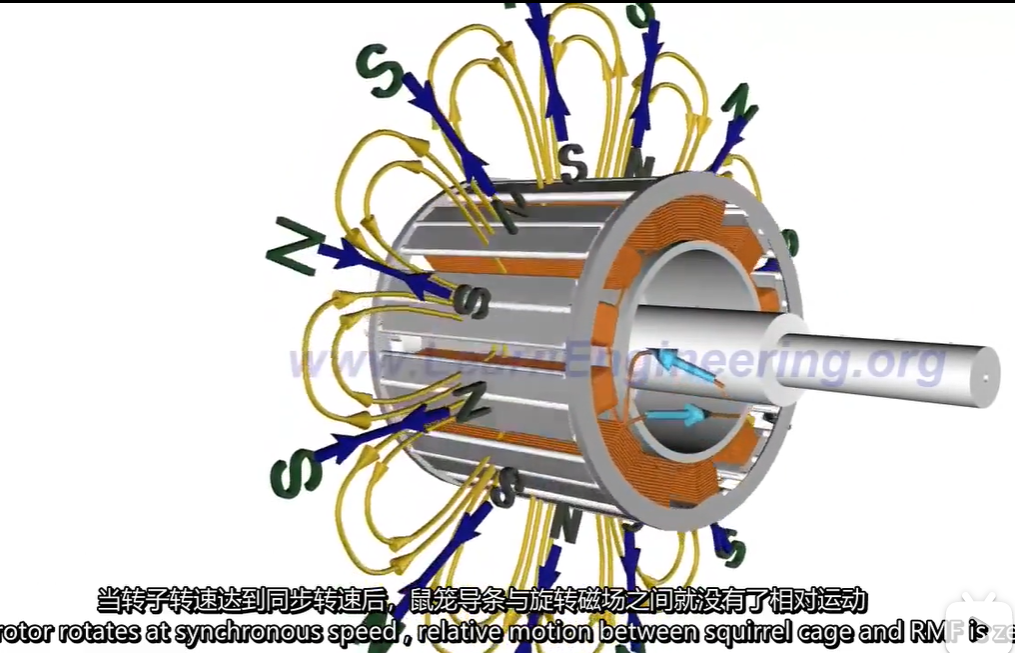 S
N
S
N
N
S
N
S
S
N
S
N
S
www.LearnEngineering.org
当转子转速达到同步转速后，鼠笼导条与旋转磁场之间就没有了相对运动
rotor rotates at synchronous speed , relative motion between squirrel cage and RMF is